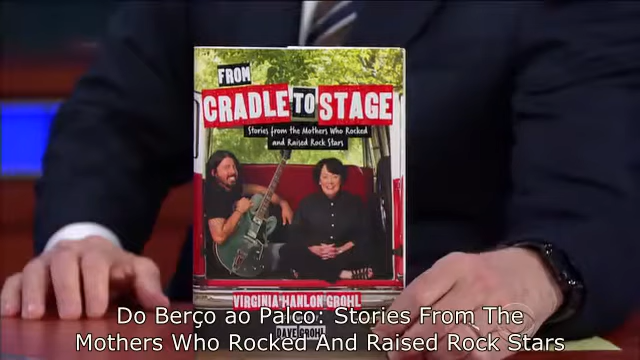 FROM
CRADLE TO STAGE
Stories from the Mothers Who Rocked
and Raised Rock Stars
VIRGINIA HANLON GROHL
DAVE GROHL
Do Berço ao Palco: Stories From The
Mothers Who Rocked And Raised Rock Stars